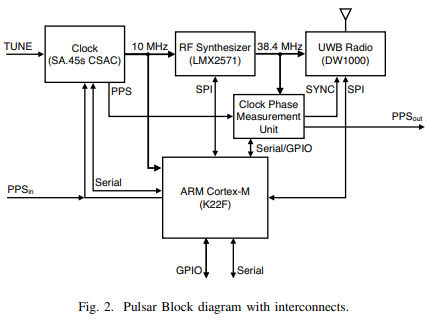 TUNE
Clock
(SA.45s CSAC)
10 MHz
RF Synthesizer
(LMX2571)
38.4 MHz
UWB Radio
(DW1000)
PPS
SPI
SYNC
SPI
Clock Phase
Measurement
Unit
PPSout
Serial/GPIO
Serial
PPSin
ARM Cortex-M
(K22F)
GPIO
Serial
Fig. 2. Pulsar Block diagram with interconnects.